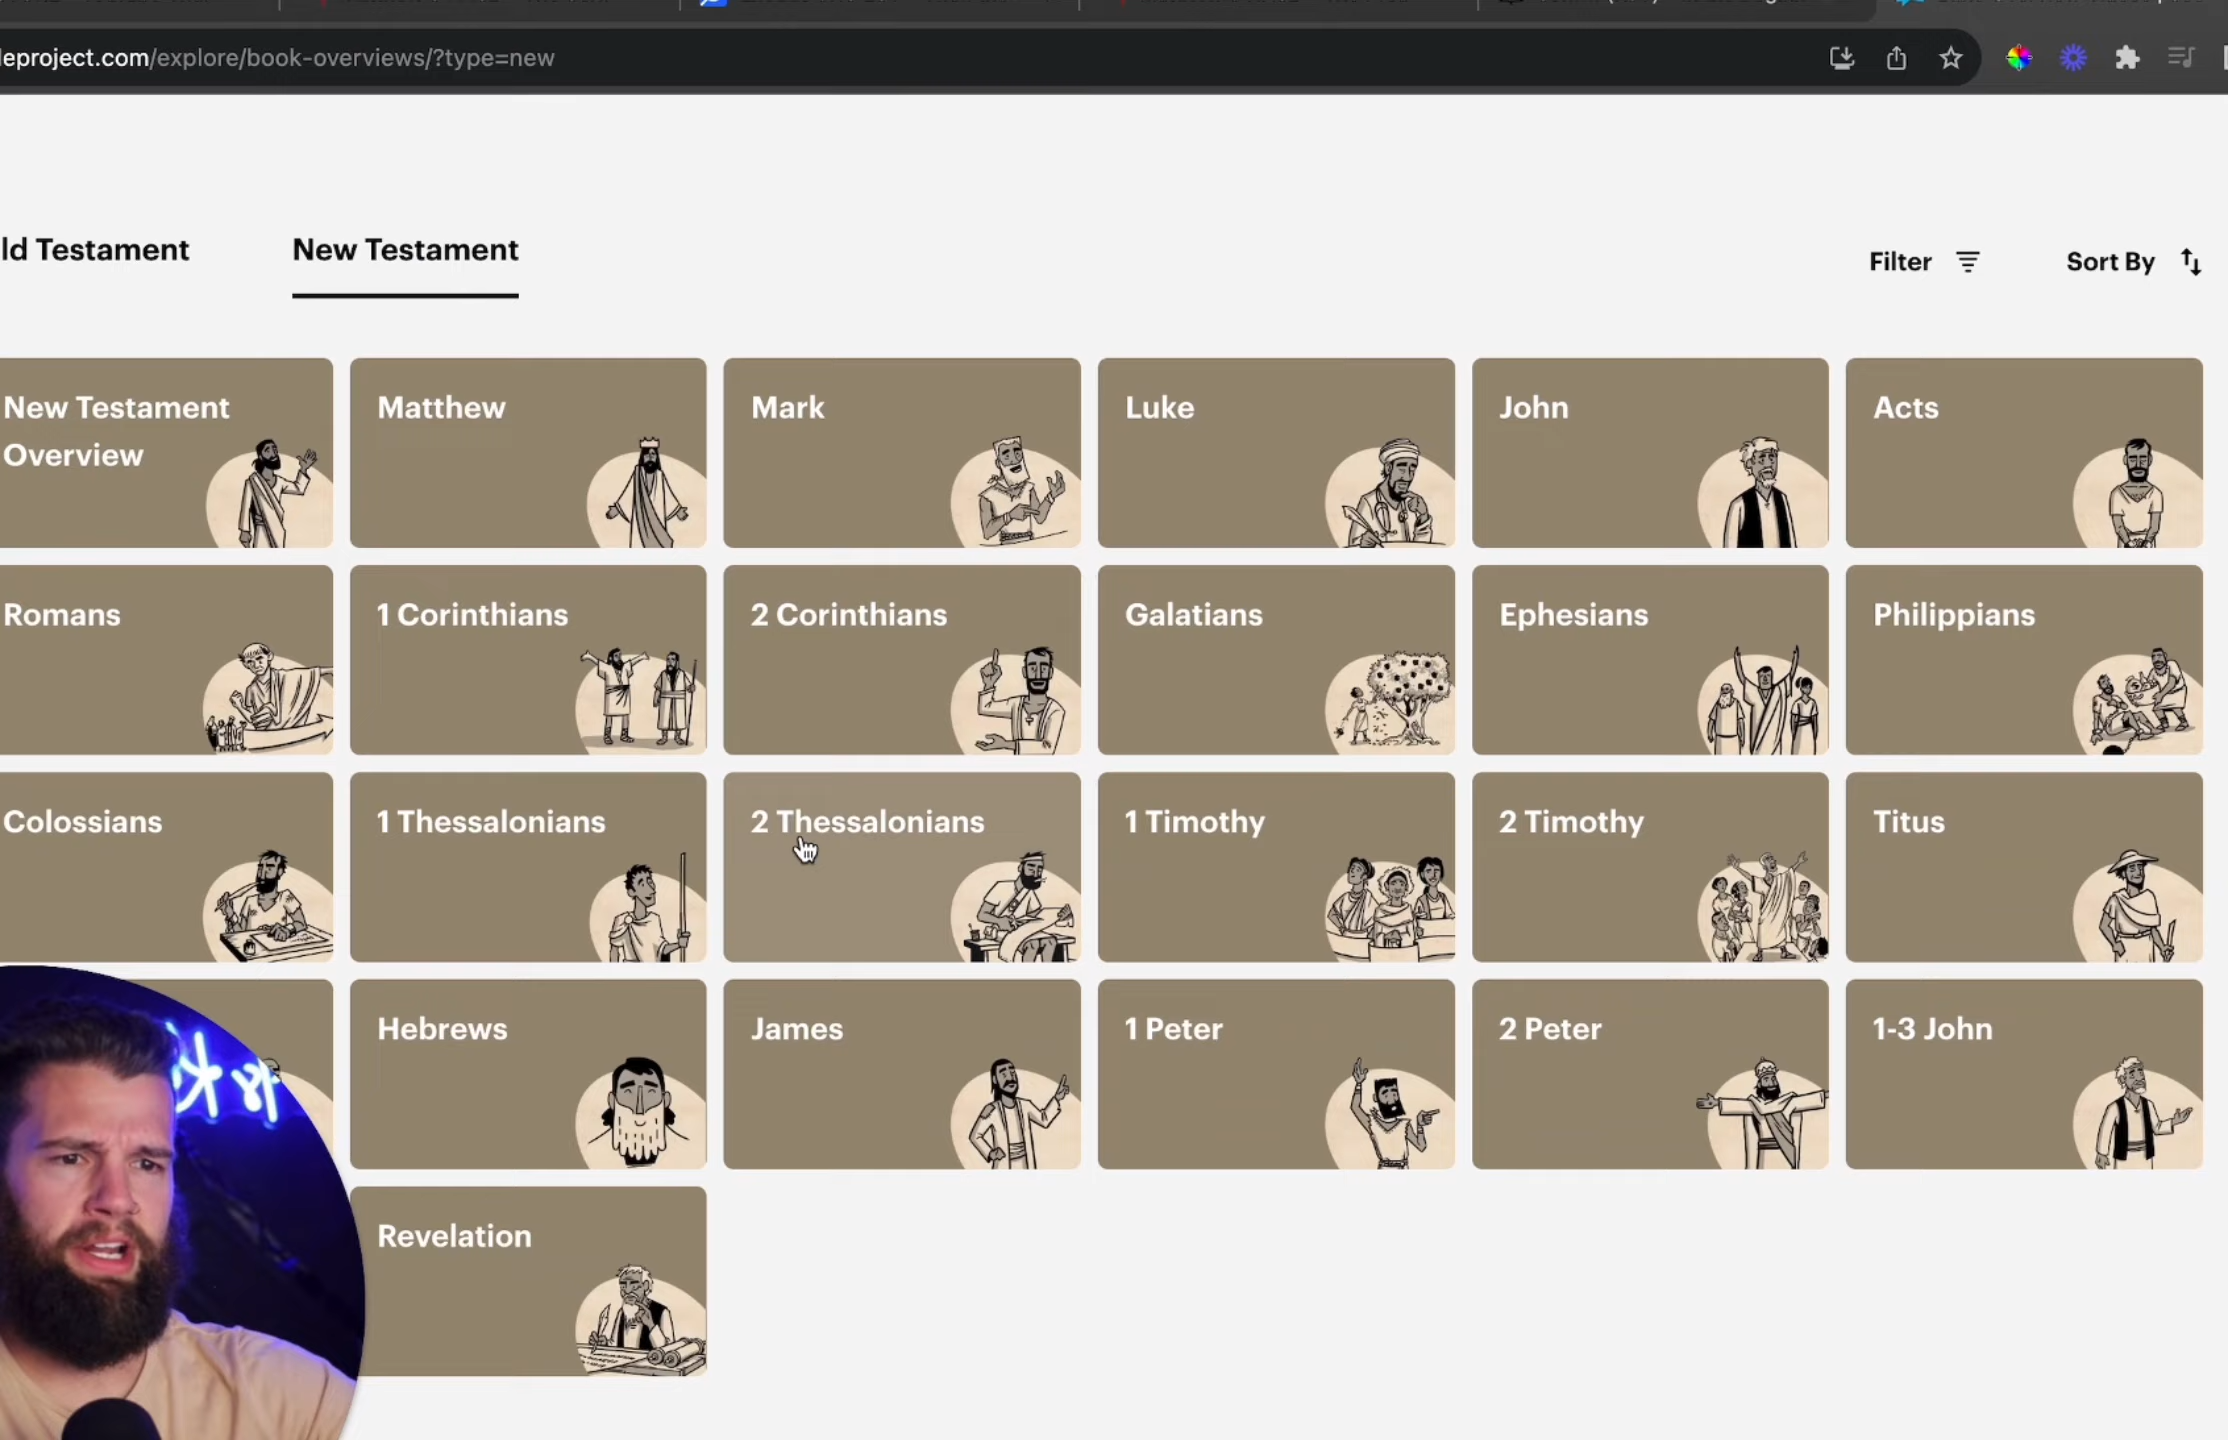 leproject.com/explore/book-overviews/?type=new
ld Testament
New Testament
Filter
Sort By
New Testament
Overview
Matthew
Mark
Luke
John
Acts
Romans
1 Corinthians
2 Corinthians
Galatians
Ephesians
Philippians
Colossians
1 Thessalonians
2 Thessalonians
1 Timothy
2 Timothy
Titus
Hebrews
James
1 Peter
2 Peter
1-3 John
Revelation